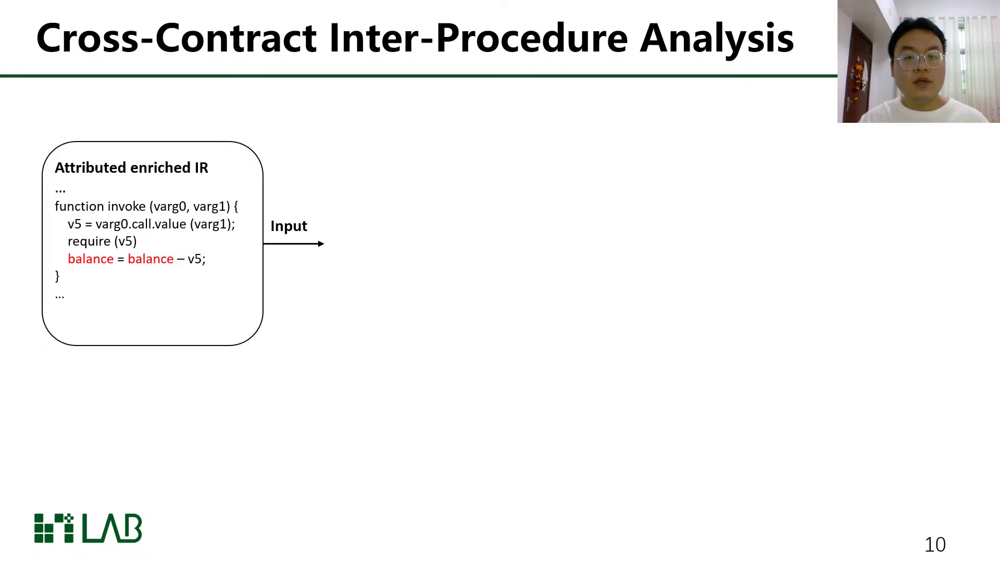 Cross-Contract Inter-Procedure Analysis
Attributed enriched IR
...
function invoke (varg0, varg1) {
v5 = varg0.call.value (varg1);
require (v5)
balance = balance – v5;
}
...
Input
LAB
10